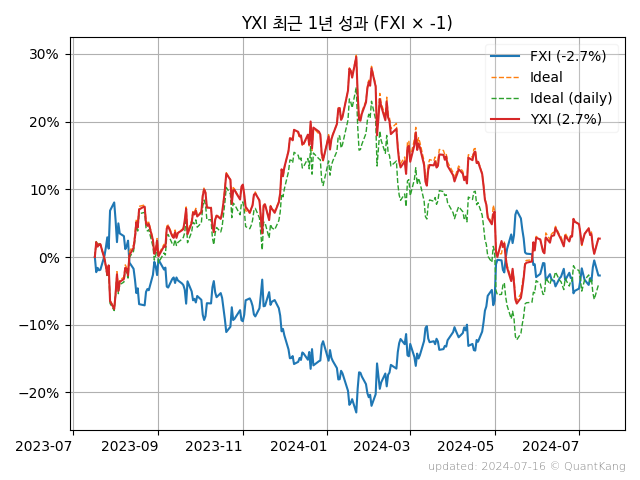 YXI 최근 1년 성과 (FXI × -1)
30%
20%
10%
0%
−10%
−20%
FXI (-2.7%)
Ideal
Ideal (daily)
YXI (2.7%)
2023-07 2023-09 2023-11 2024-01 2024-03 2024-05 2024-07
updated: 2024-07-16 © QuantKang